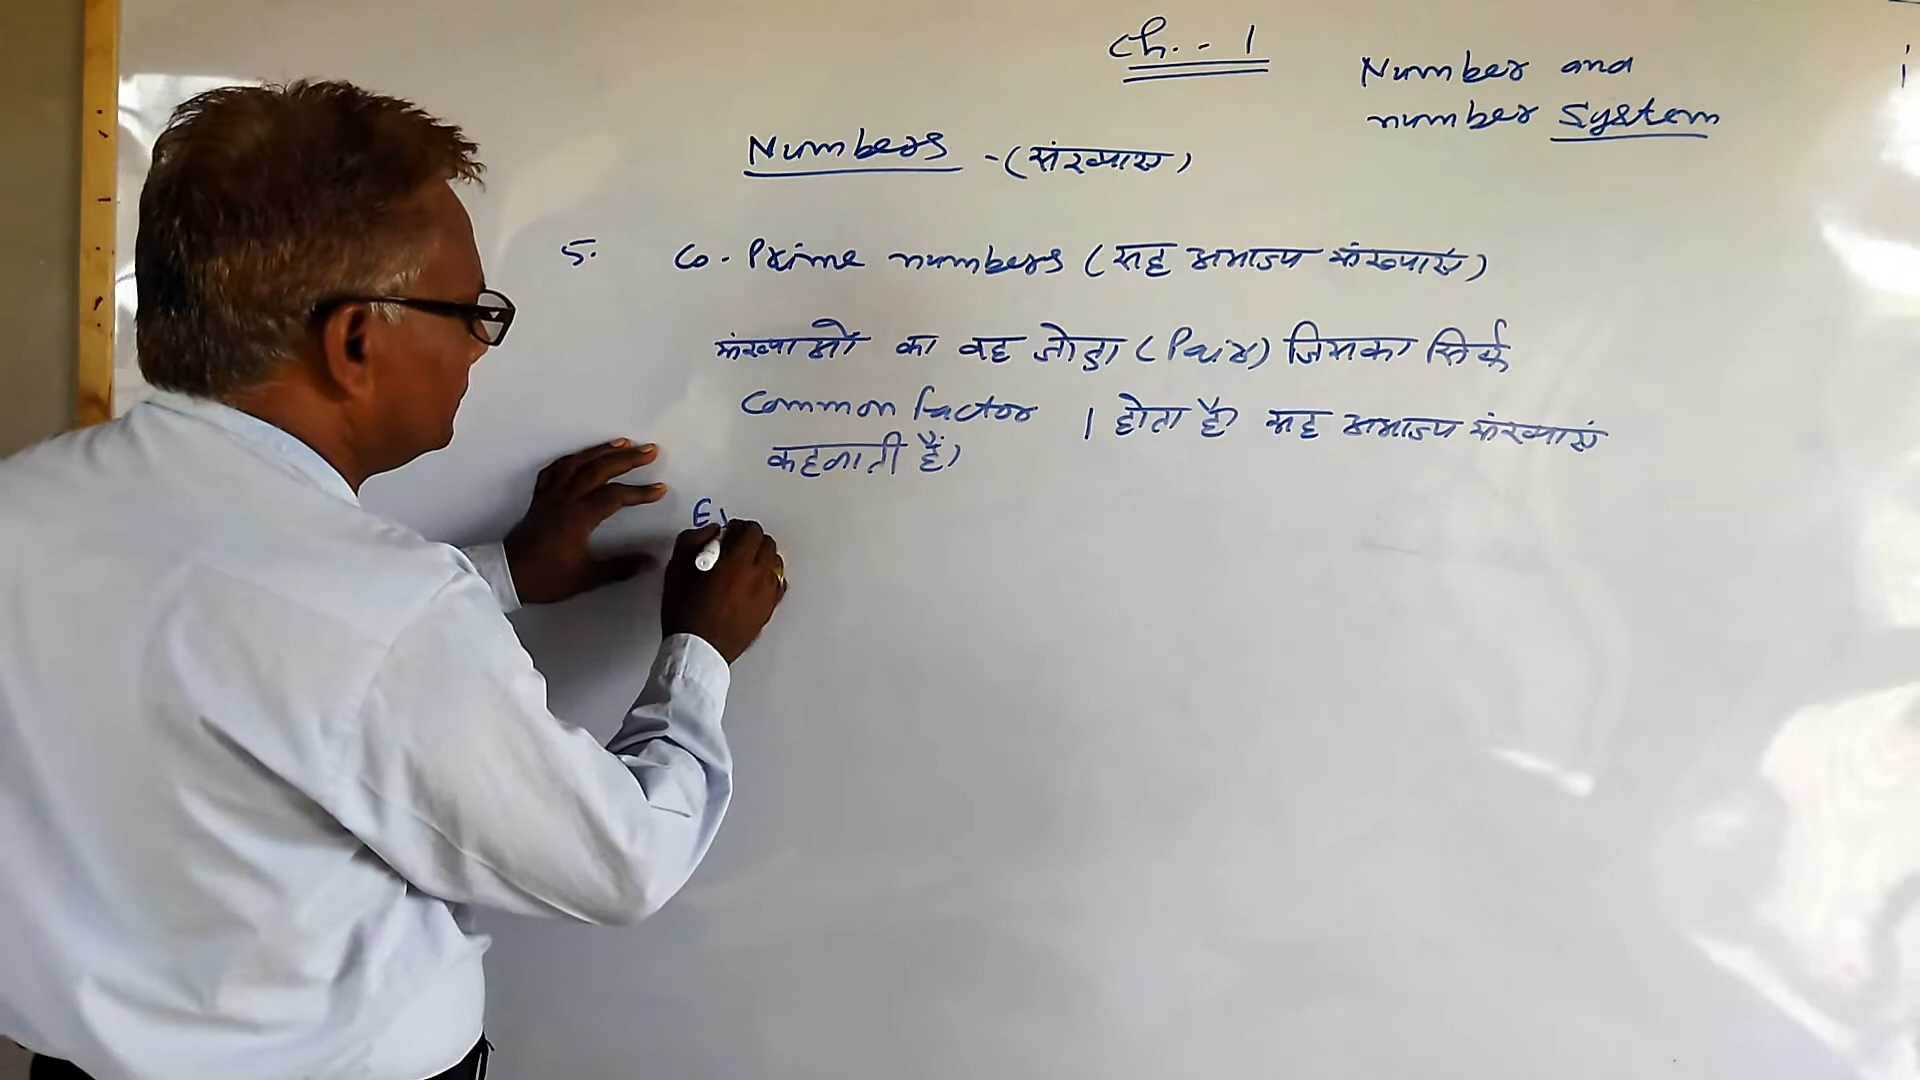 Ch. - 1
Number and
number System
Numbers - (संख्याएं)
5. Co. Prime numbers (सह अभाज्य संख्याएं)
संख्याओं का वह जोड़ा (Pair) जिसका सिर्फ
Common factor 1 होता है। सह अभाज्य संख्याएं
कहलाती हैं।